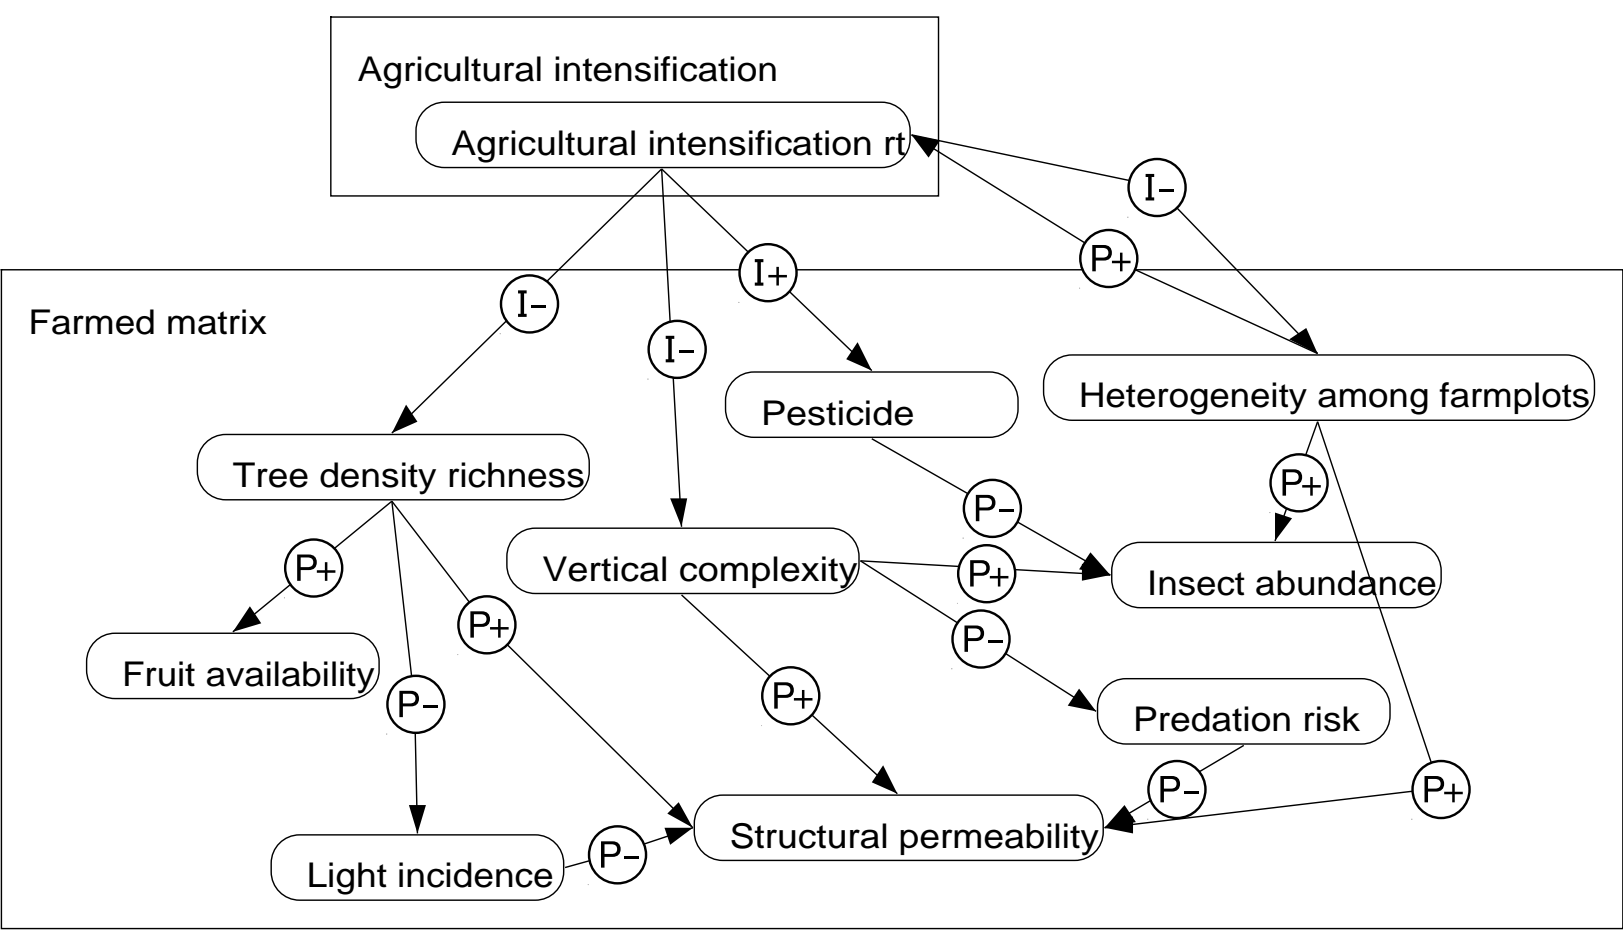 Agricultural intensification
Agricultural intensification rt
I-
P+
I+
I-
Farmed matrix
I-
Heterogeneity among farmplots
Pesticide
Tree density richness
P+
P-
Vertical complexity
P+
Insect abundance
P+
P+
P-
Fruit availability
P-
P+
Predation risk
P-
P+
Structural permeability
P-
Light incidence